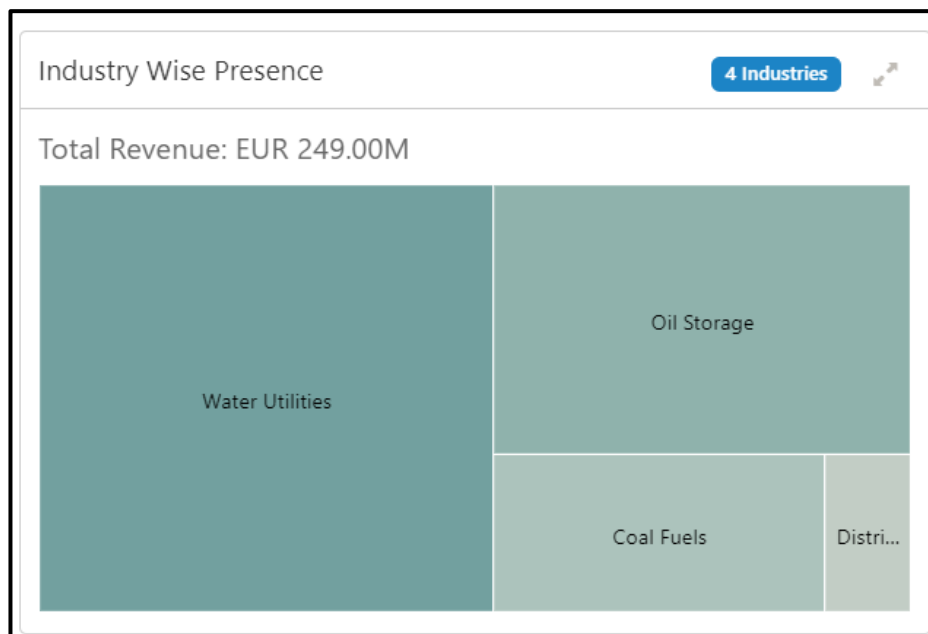 Industry Wise Presence
4 Industries
Total Revenue: EUR 249.00M
Oil Storage
Water Utilities
Coal Fuels
Distri...